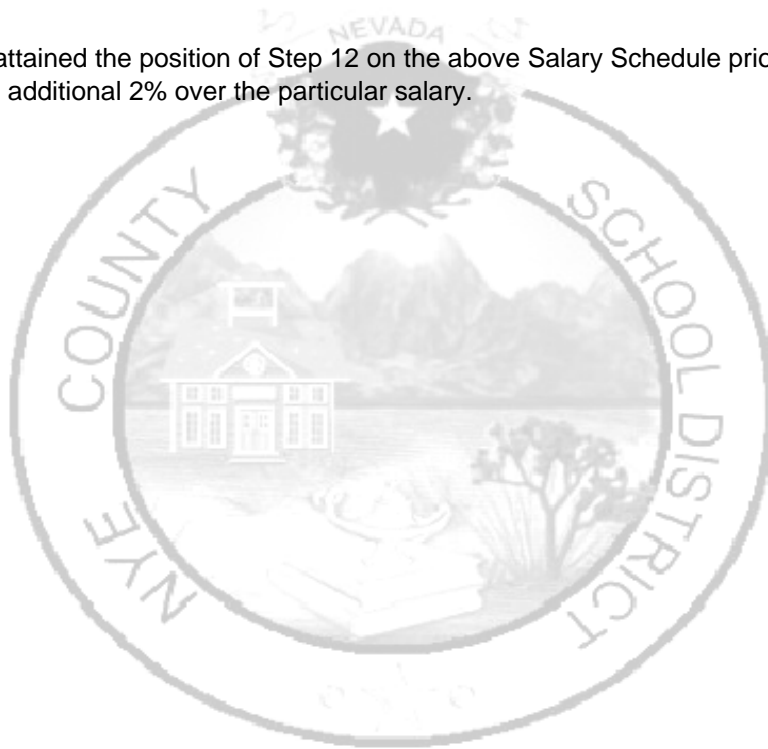 NEVADA
attained the position of Step 12 on the above Salary Schedule prio
additional 2% over the particular salary.
NYE COUNTY SCHOOL DISTRICT